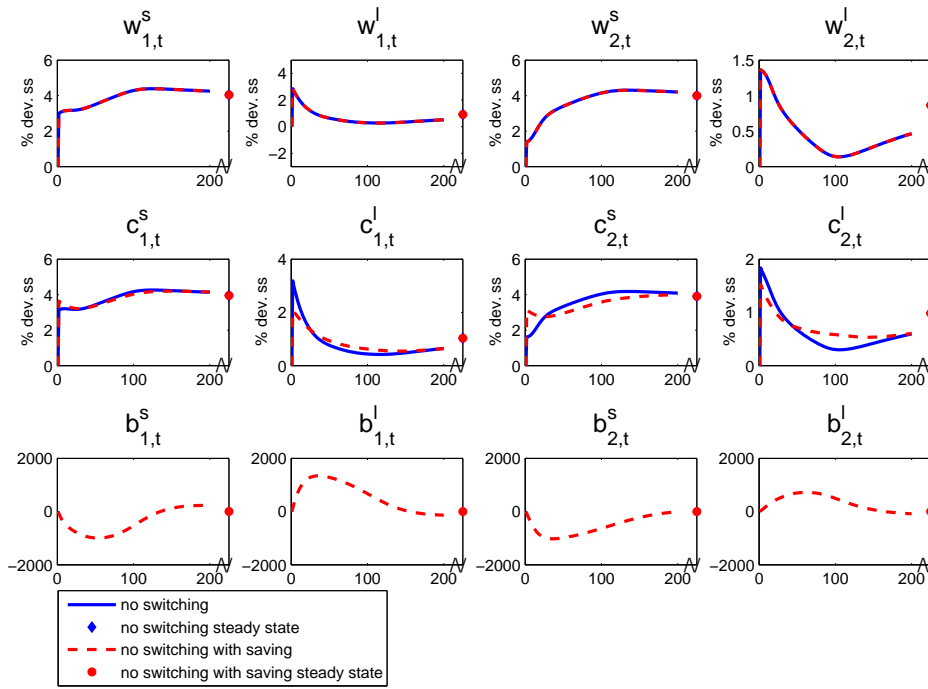 w^s_{1,t} w^l_{1,t} w^s_{2,t} w^l_{2,t}
% dev. ss 6 4 2 0 0 100 200
% dev. ss 4 2 0 −2 0 100 200
% dev. ss 6 4 2 0 0 100 200
% dev. ss 1.5 1 0.5 0 0 100 200
c^s_{1,t} c^l_{1,t} c^s_{2,t} c^l_{2,t}
% dev. ss 6 4 2 0 0 100 200
% dev. ss 4 2 0 0 100 200
% dev. ss 6 4 2 0 0 100 200
% dev. ss 2 1 0 0 100 200
b^s_{1,t} b^l_{1,t} b^s_{2,t} b^l_{2,t}
2000 0 −2000 0 100 200
2000 0 −2000 0 100 200
2000 0 −2000 0 100 200
2000 0 −2000 0 100 200
no switching
no switching steady state
no switching with saving
no switching with saving steady state